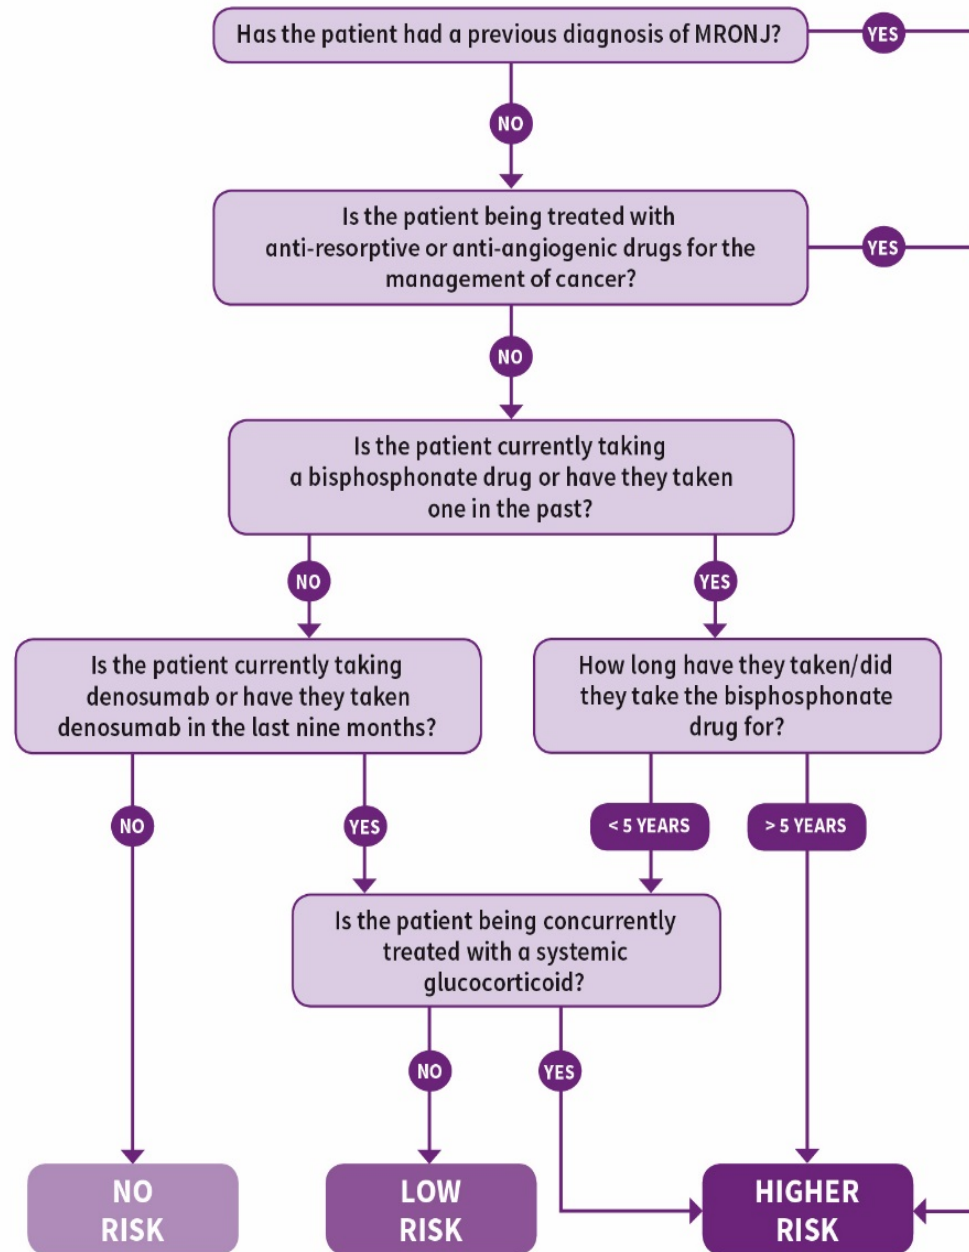 Has the patient had a previous diagnosis of MRONJ?
YES
NO
Is the patient being treated with
anti-resorptive or anti-angiogenic drugs for the
management of cancer?
YES
NO
Is the patient currently taking
a bisphosphonate drug or have they taken
one in the past?
NO
YES
Is the patient currently taking
denosumab or have they taken
denosumab in the last nine months?
How long have they taken/did
they take the bisphosphonate
drug for?
NO
YES
< 5 YEARS
> 5 YEARS
Is the patient being concurrently
treated with a systemic
glucocorticoid?
NO
YES
NO
RISK
LOW
RISK
HIGHER
RISK